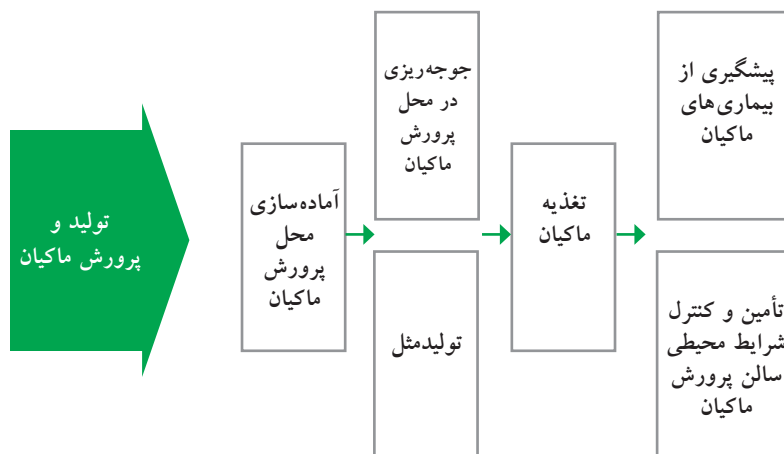 تولید و
پرورش ماکیان
آماده‌سازی
محل
پرورش
ماکیان
جوجه‌ریزی
در محل
پرورش
ماکیان
تولیدمثل
تغذیه
ماکیان
پیشگیری از
بیماری‌های
ماکیان
تأمین و کنترل
شرایط محیطی
سالن پرورش
ماکیان